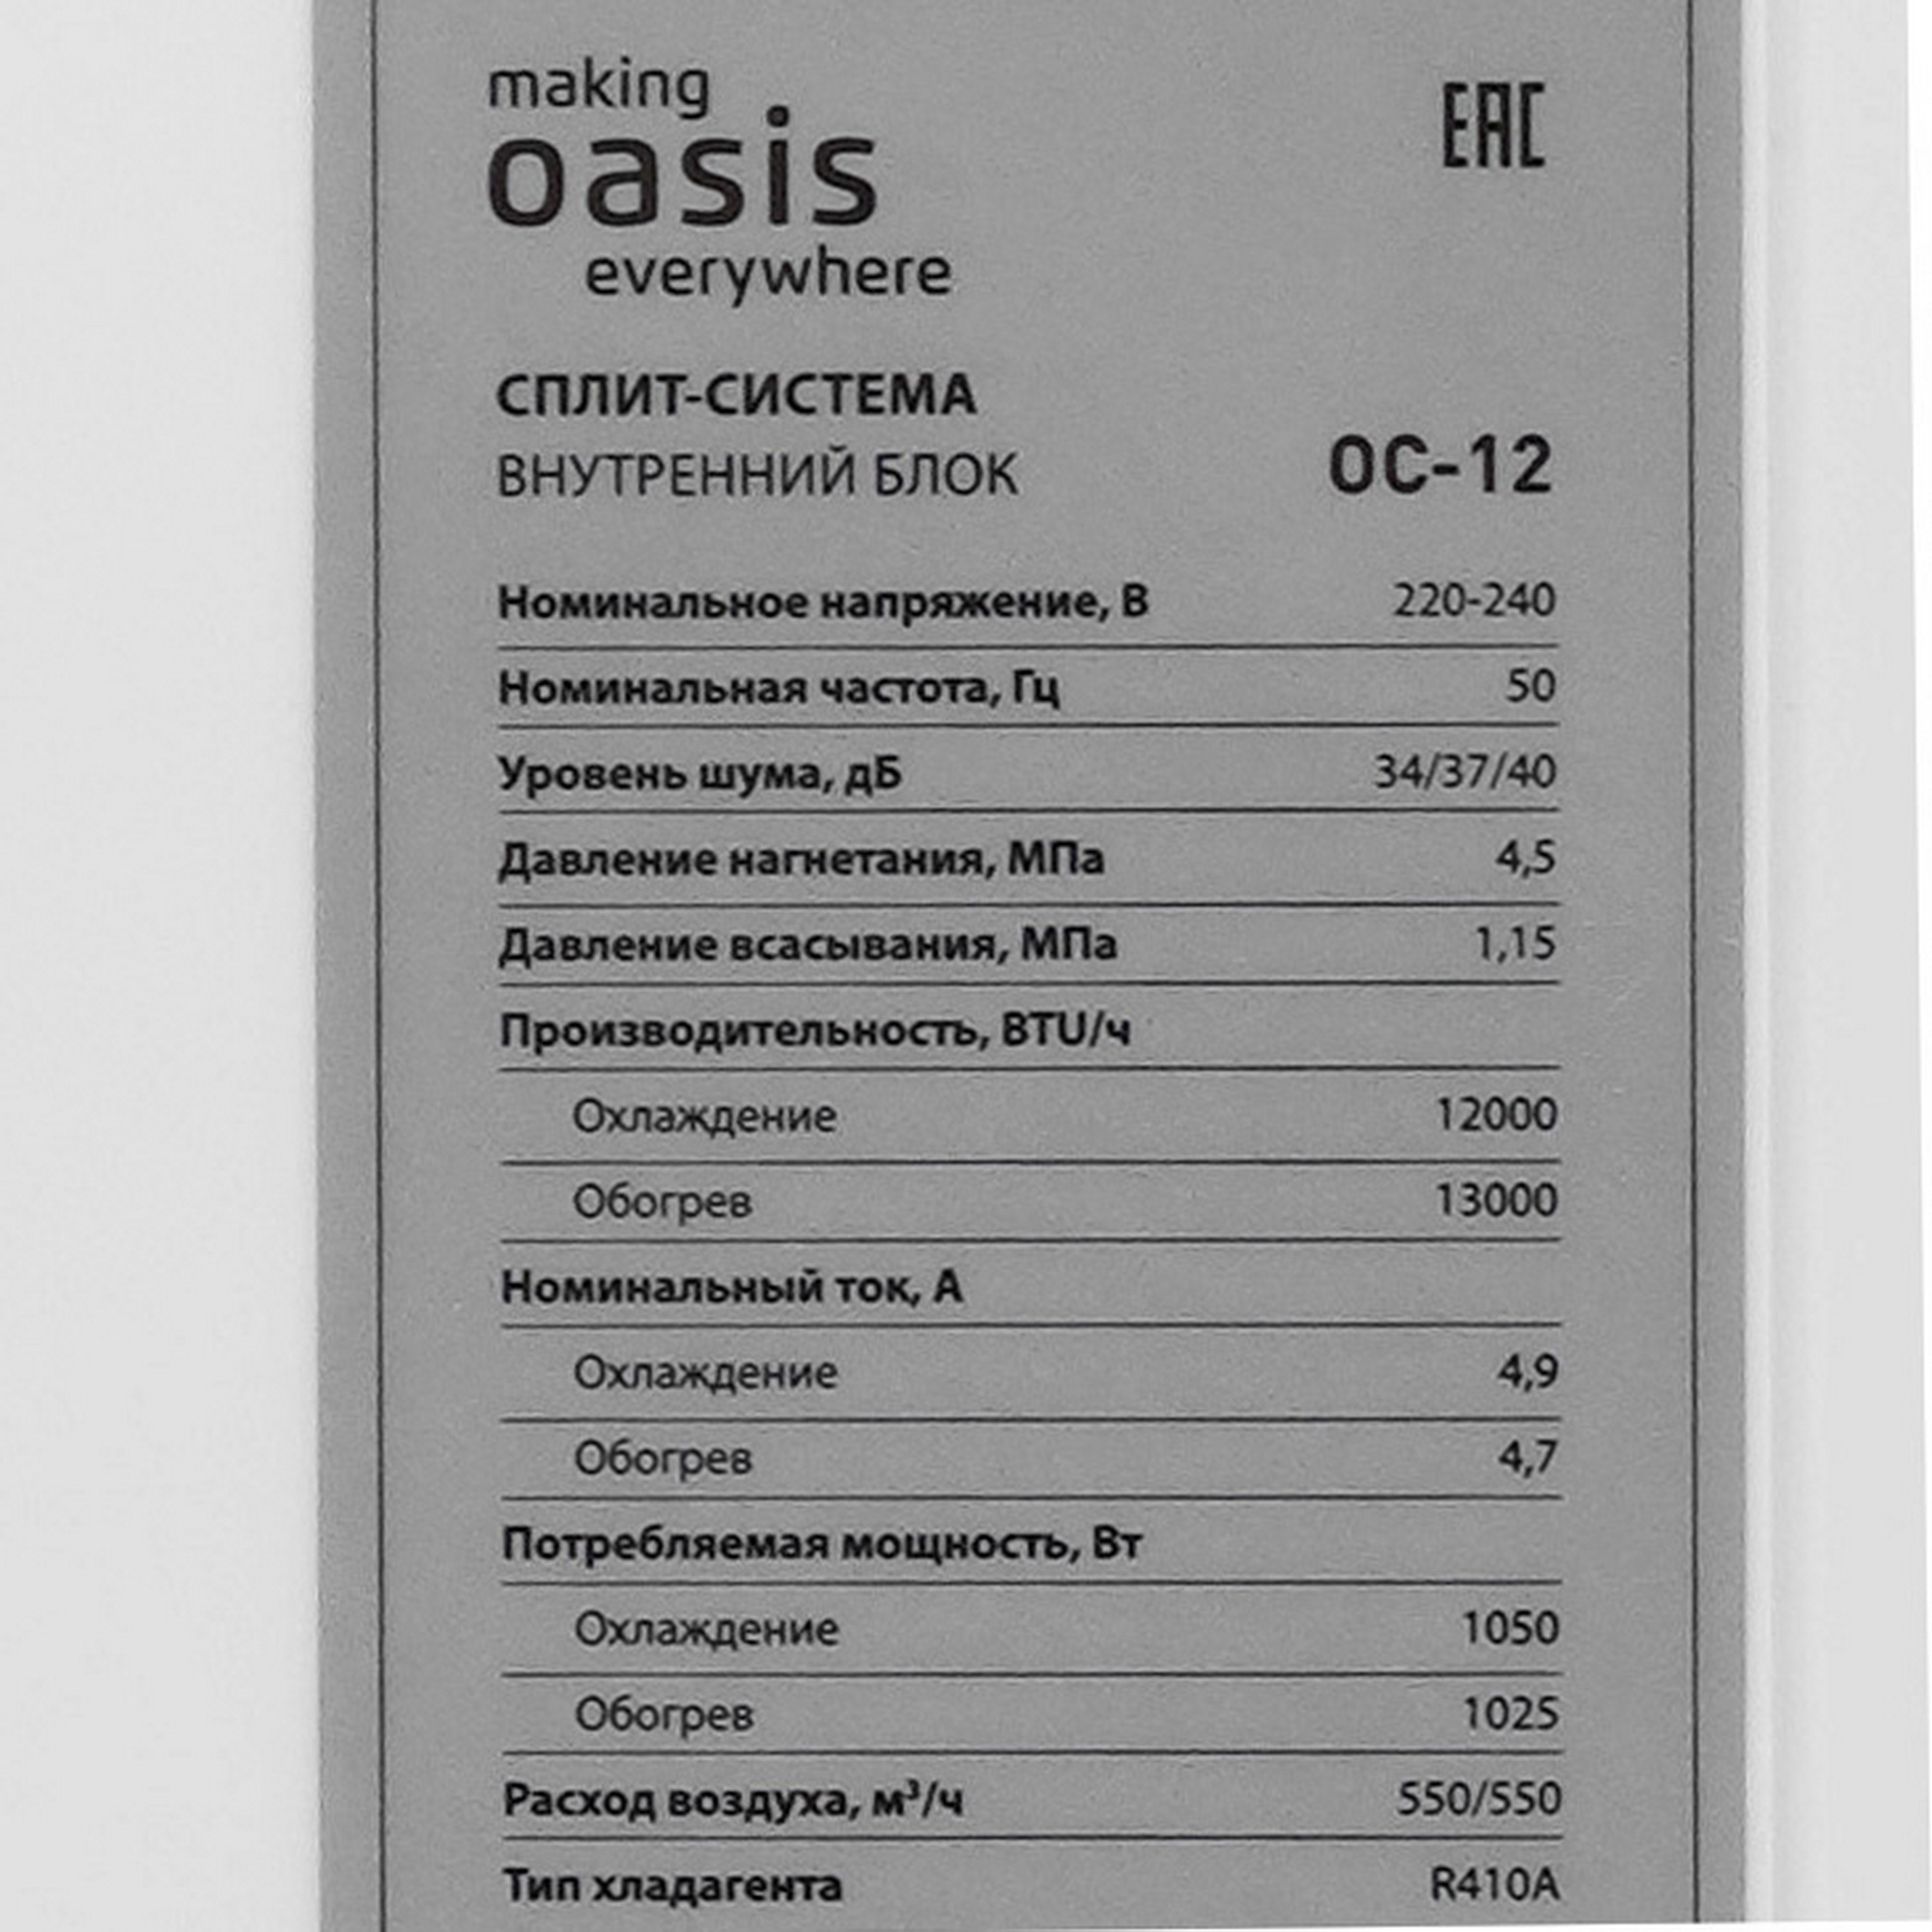 making
oasis
everywhere
EAC
СПЛИТ-СИСТЕМА
ВНУТРЕННИЙ БЛОК OC-12
Номинальное напряжение, В 220-240
Номинальная частота, Гц 50
Уровень шума, дБ 34/37/40
Давление нагнетания, МПа 4,5
Давление всасывания, МПа 1,15
Производительность, BTU/ч
Охлаждение 12000
Обогрев 13000
Номинальный ток, А
Охлаждение 4,9
Обогрев 4,7
Потребляемая мощность, Вт
Охлаждение 1050
Обогрев 1025
Расход воздуха, м³/ч 550/550
Тип хладагента R410A